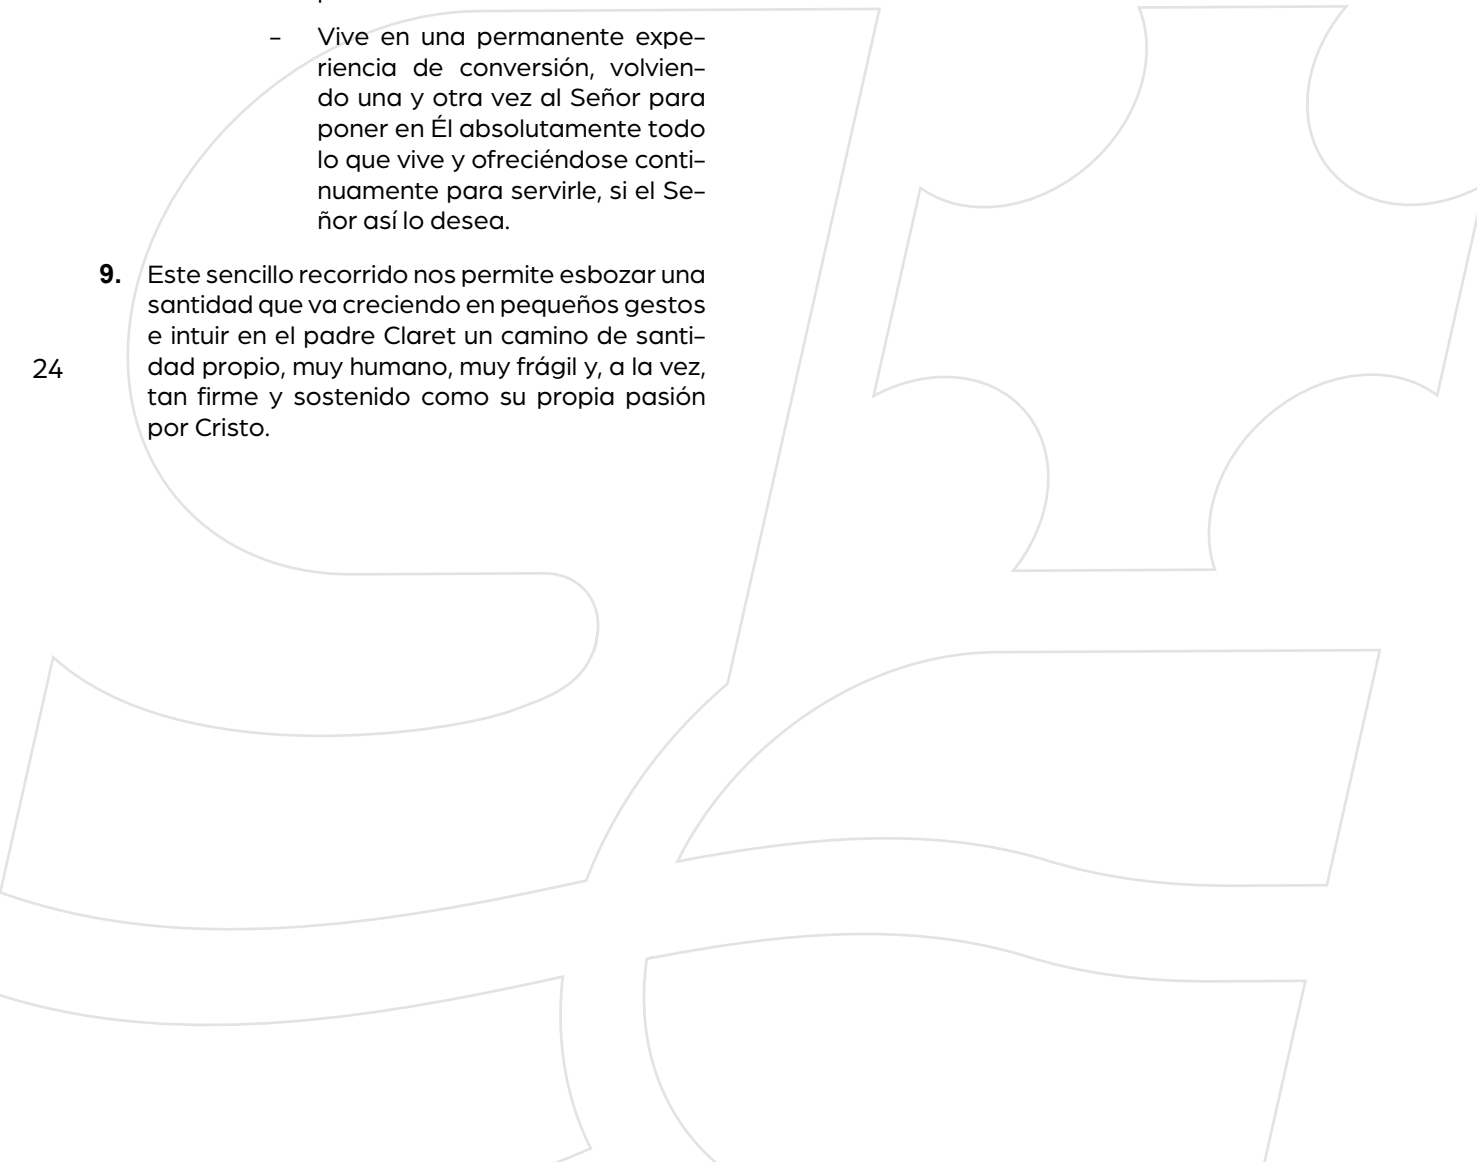 - Vive en una permanente expe-
riencia de conversión, volvien-
do una y otra vez al Señor para
poner en Él absolutamente todo
lo que vive y ofreciéndose conti-
nuamente para servirle, si el Se-
ñor así lo desea.
9. Este sencillo recorrido nos permite esbozar una
santidad que va creciendo en pequeños gestos
e intuir en el padre Claret un camino de santi-
dad propio, muy humano, muy frágil y, a la vez,
tan firme y sostenido como su propia pasión
por Cristo.
24